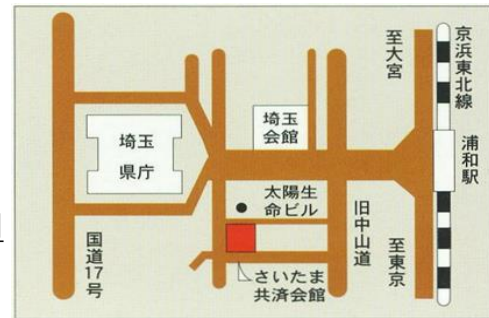 京浜東北線
至大宮
浦和駅
埼玉
会館
埼玉
県庁
太陽生
命ビル
旧中山道
至東京
国道17号
さいたま
共済会館